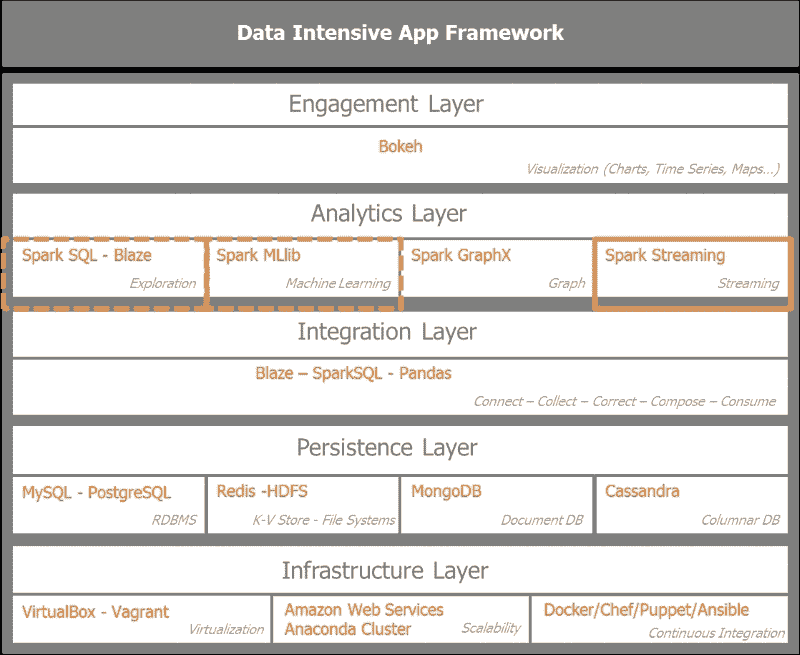 Data Intensive App Framework
Engagement Layer
Bokeh
Visualization (Charts, Time Series, Maps...)
Analytics Layer
Spark SQL - Blaze
Exploration
Spark MLlib
Machine Learning
Spark GraphX
Graph
Spark Streaming
Streaming
Integration Layer
Blaze – SparkSQL - Pandas
Connect – Collect – Correct – Compose – Consume
Persistence Layer
MySQL - PostgreSQL
RDBMS
Redis -HDFS
K-V Store - File Systems
MongoDB
Document DB
Cassandra
Columnar DB
Infrastructure Layer
VirtualBox - Vagrant
Virtualization
Amazon Web Services
Anaconda Cluster
Scalability
Docker/Chef/Puppet/Ansible
Continuous Integration